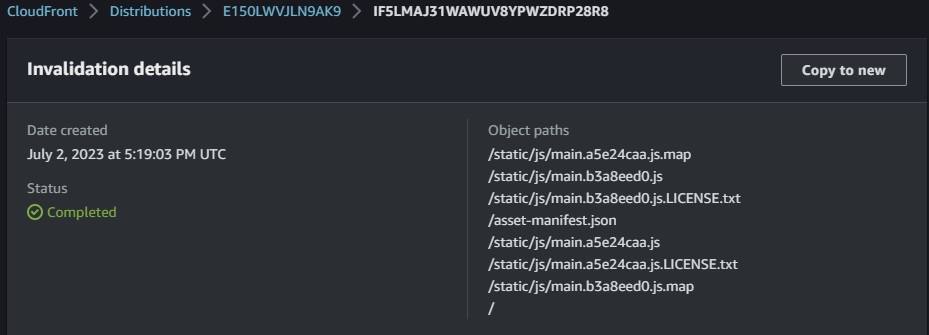 CloudFront > Distributions > E150LWVJLN9AK9 > IF5LMAJ31WAWUV8YPWZDRP28R8
Invalidation details
Copy to new
Date created
July 2, 2023 at 5:19:03 PM UTC
Status
Completed
Object paths
/static/js/main.a5e24caa.js.map
/static/js/main.b3a8eed0.js
/static/js/main.b3a8eed0.js.LICENSE.txt
/asset-manifest.json
/static/js/main.a5e24caa.js
/static/js/main.a5e24caa.js.LICENSE.txt
/static/js/main.b3a8eed0.js.map
/